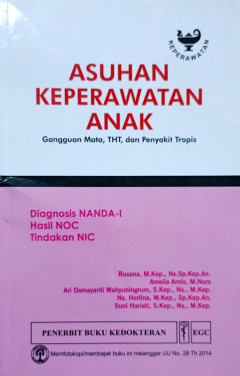 KEPERAWATAN
ASUHAN
KEPERAWATAN
ANAK
Gangguan Mata, THT, dan Penyakit Tropis
Diagnosis NANDA-I
Hasil NOC
Tindakan NIC
Rusana, M.Kep., Ns.Sp.Kep.An.
Amelia Arnis, M.Nurs
Ari Damayanti Wahyuningrum, S.Kep., Ns., M.Kep.
Ns. Herlina, M.Kep., Sp.Kep.An.
Susi Hariati, S.Kep., Ns., M.Kep.
PENERBIT BUKU KEDOKTERAN EGC
Memfotokopi/membajak buku ini melanggar UU No. 28 Th.2014